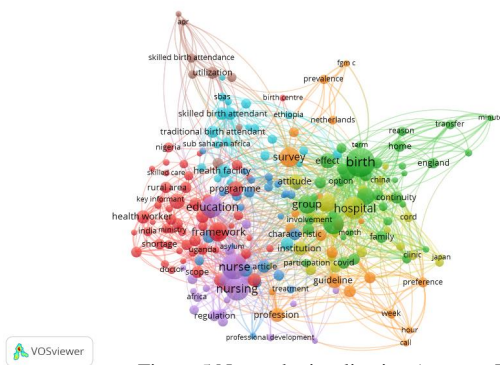 apr
skilled birth attendance
utilization
fgm c
prevalence
sbas
birth centre
skilled birth attendant
ethiopia
netherlands
minute
transfer
traditional birth attendant
reason
term
home
nigeria
sub saharan africa
survey
effect
birth
england
skilled care
health facility
rural area
programme
attitude
option
china
key informant
continuity
education
group
hospital
health worker
involvement
cord
india
ministry
framework
characteristic
month
family
shortage
uganda
asylum
institution
clinic
japan
doctor
scope
nurse
article
participation
covid
guideline
preference
africa
nursing
treatment
regulation
profession
week
hour
professional development
call
VOSviewer